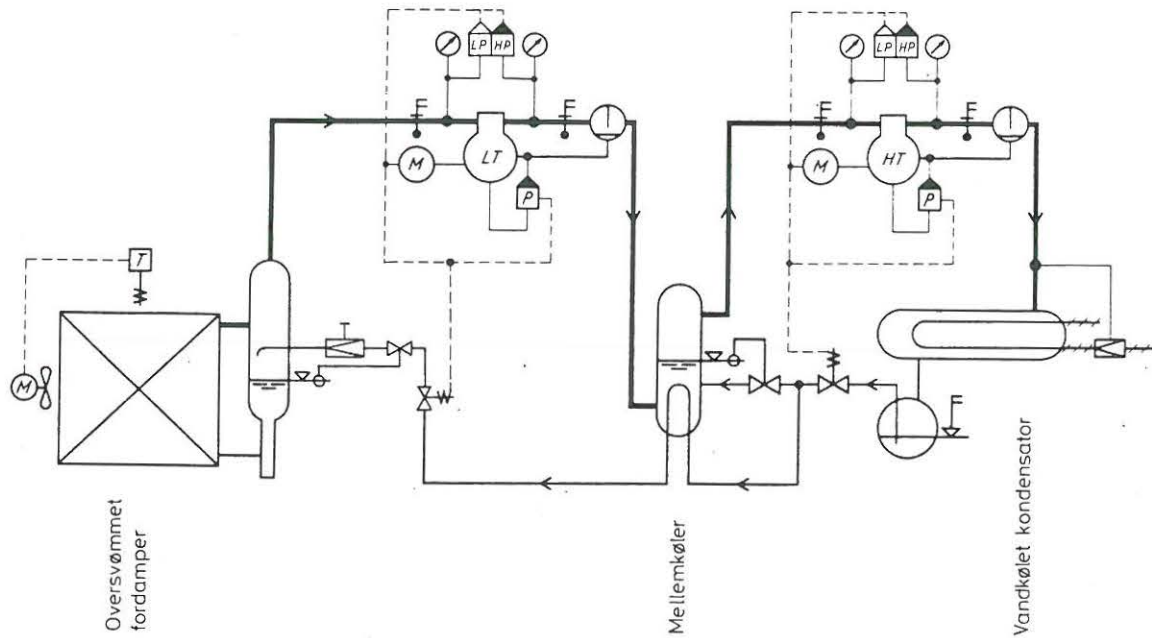 M
T
LP
HP
M
LT
P
F
F
LP
HP
M
HT
P
F
F
F
Oversvømmet
fordamper
Mellemkøler
Vandkølet kondensator